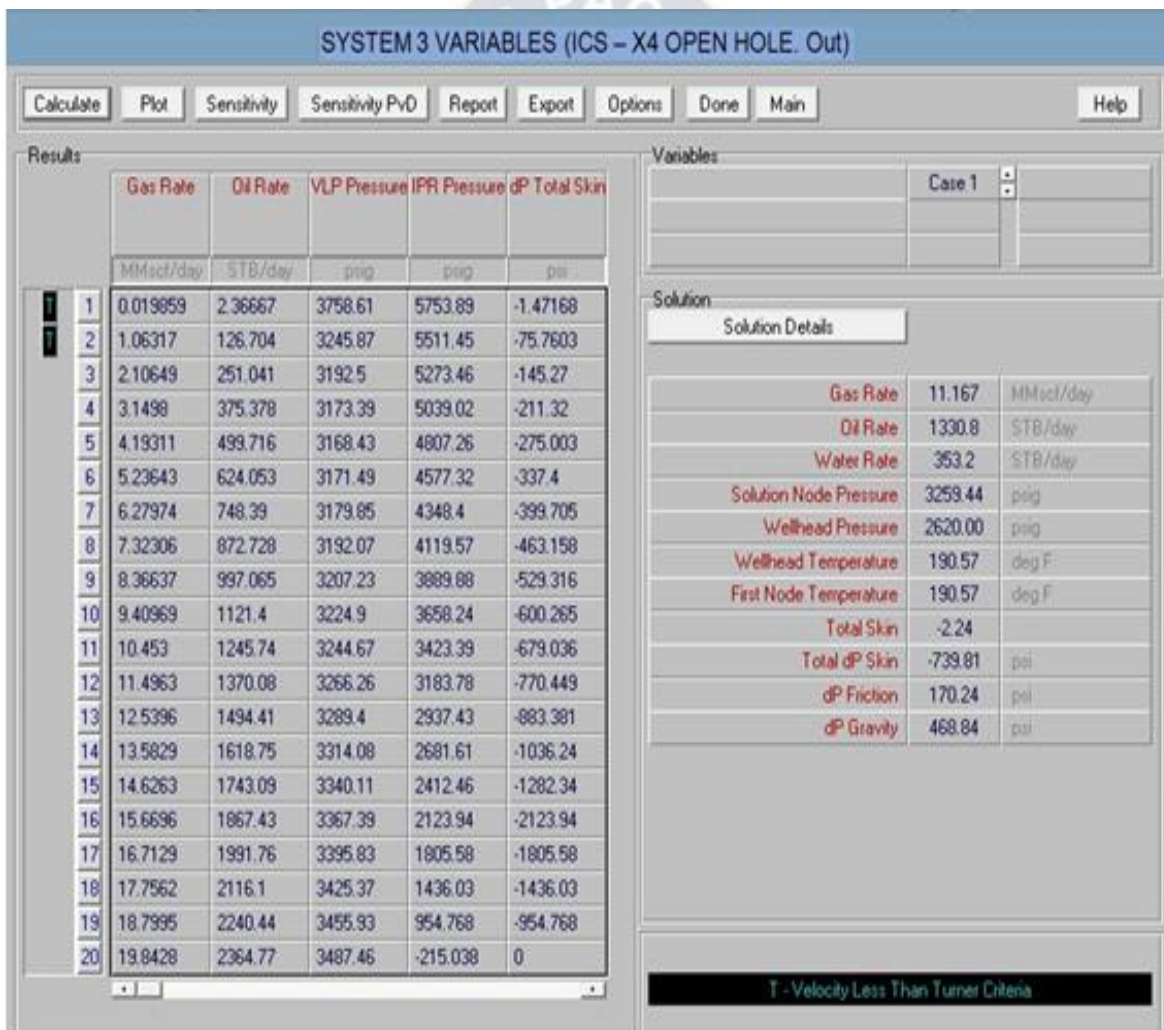 SYSTEM 3 VARIABLES (ICS – X4 OPEN HOLE. Out)
Calculate Plot Sensitivity Sensitivity PvD Report Export Options Done Main Help
Results
Gas Rate Oil Rate VLP Pressure IPR Pressure dP Total Skin
MMscf/day STB/day psig psig psi
T 1 0.019859 2.36667 3758.61 5753.89 -1.47168
T 2 1.06317 126.704 3245.87 5511.45 -75.7603
3 2.10649 251.041 3192.5 5273.46 -145.27
4 3.1498 375.378 3173.39 5039.02 -211.32
5 4.19311 499.716 3168.43 4807.26 -275.003
6 5.23643 624.053 3171.49 4577.32 -337.4
7 6.27974 748.39 3179.85 4348.4 -399.705
8 7.32306 872.728 3192.07 4119.57 -463.158
9 8.36637 997.065 3207.23 3889.88 -529.316
10 9.40969 1121.4 3224.9 3658.24 -600.265
11 10.453 1245.74 3244.67 3423.39 -679.036
12 11.4963 1370.08 3266.26 3183.78 -770.449
13 12.5396 1494.41 3289.4 2937.43 -883.381
14 13.5829 1618.75 3314.08 2681.61 -1036.24
15 14.6263 1743.09 3340.11 2412.46 -1282.34
16 15.6696 1867.43 3367.39 2123.94 -2123.94
17 16.7129 1991.76 3395.83 1805.58 -1805.58
18 17.7562 2116.1 3425.37 1436.03 -1436.03
19 18.7995 2240.44 3455.93 954.768 -954.768
20 19.8428 2364.77 3487.46 -215.038 0
Variables
Case 1
Solution
Solution Details
Gas Rate 11.167 MMscf/day
Oil Rate 1330.8 STB/day
Water Rate 353.2 STB/day
Solution Node Pressure 3259.44 psig
Wellhead Pressure 2620.00 psig
Wellhead Temperature 190.57 deg F
First Node Temperature 190.57 deg F
Total Skin -2.24
Total dP Skin -739.81 psi
dP Friction 170.24 psi
dP Gravity 468.84 psi
T - Velocity Less Than Turner Criteria